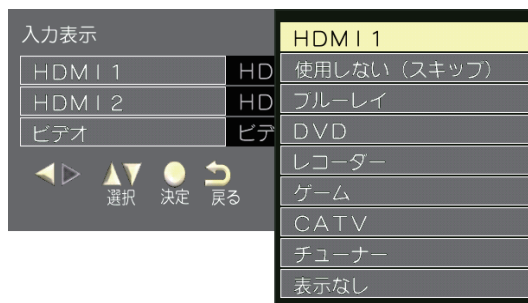 入力表示
HDMI1
HD
HDMI2
HD
ビデオ
ビデ
選択 決定 戻る
HDMI1
使用しない（スキップ）
ブルーレイ
DVD
レコーダー
ゲーム
CATV
チューナー
表示なし